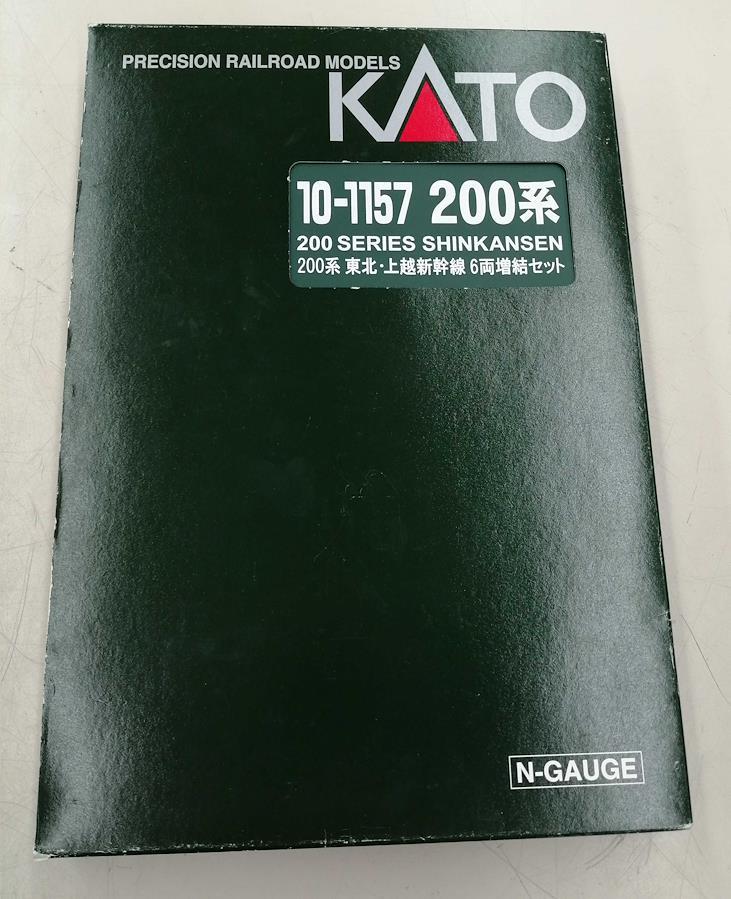 PRECISION RAILROAD MODELS
KATO
10-1157 200系
200 SERIES SHINKANSEN
200系 東北・上越新幹線 6両増結セット
N-GAUGE